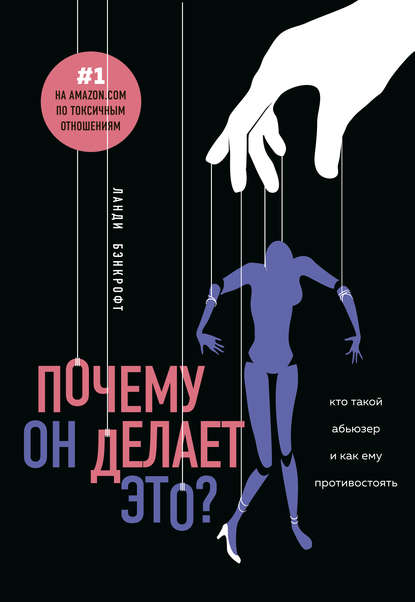 #1
НА AMAZON.COM
ПО ТОКСИЧНЫМ
ОТНОШЕНИЯМ
ЛАНДИ БЭНКРОФТ
ПОЧЕМУ
ОН ДЕЛАЕТ
ЭТО?
кто такой
абьюзер
и как ему
противостоять